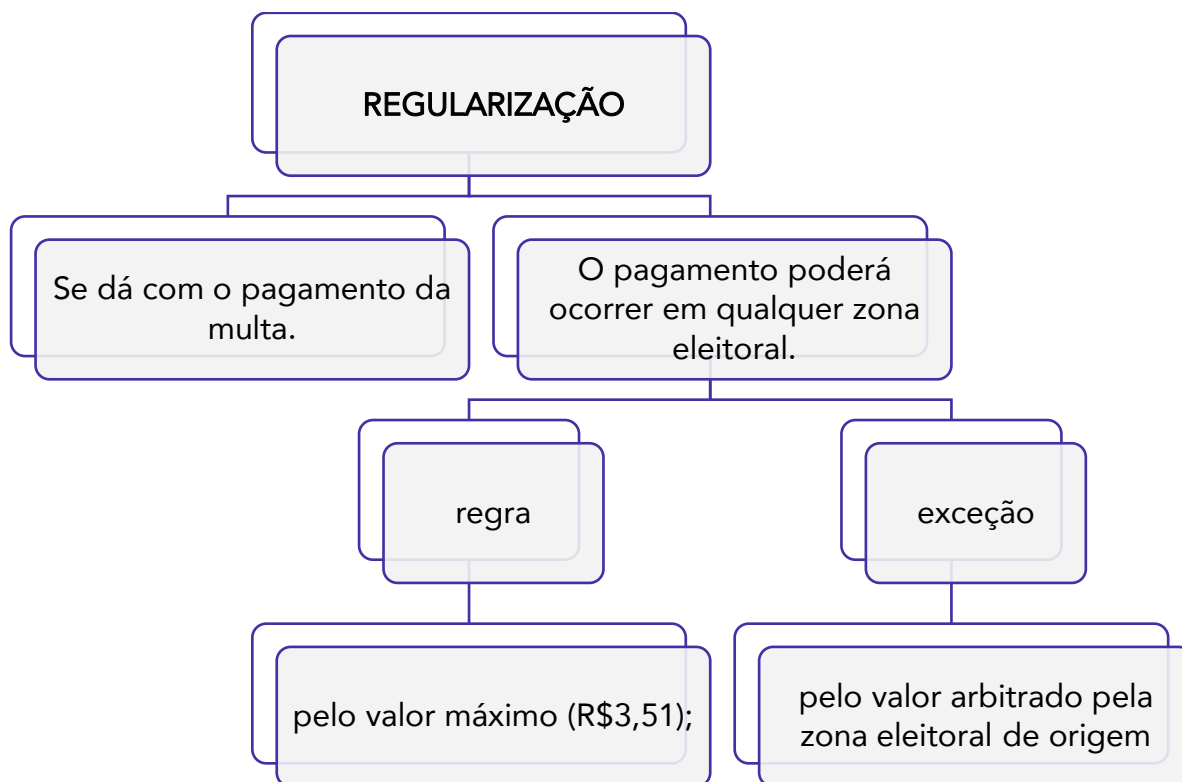 REGULARIZAÇÃO
Se dá com o pagamento da
multa.
O pagamento poderá
ocorrer em qualquer zona
eleitoral.
regra
exceção
pelo valor máximo (R$3,51);
pelo valor arbitrado pela
zona eleitoral de origem